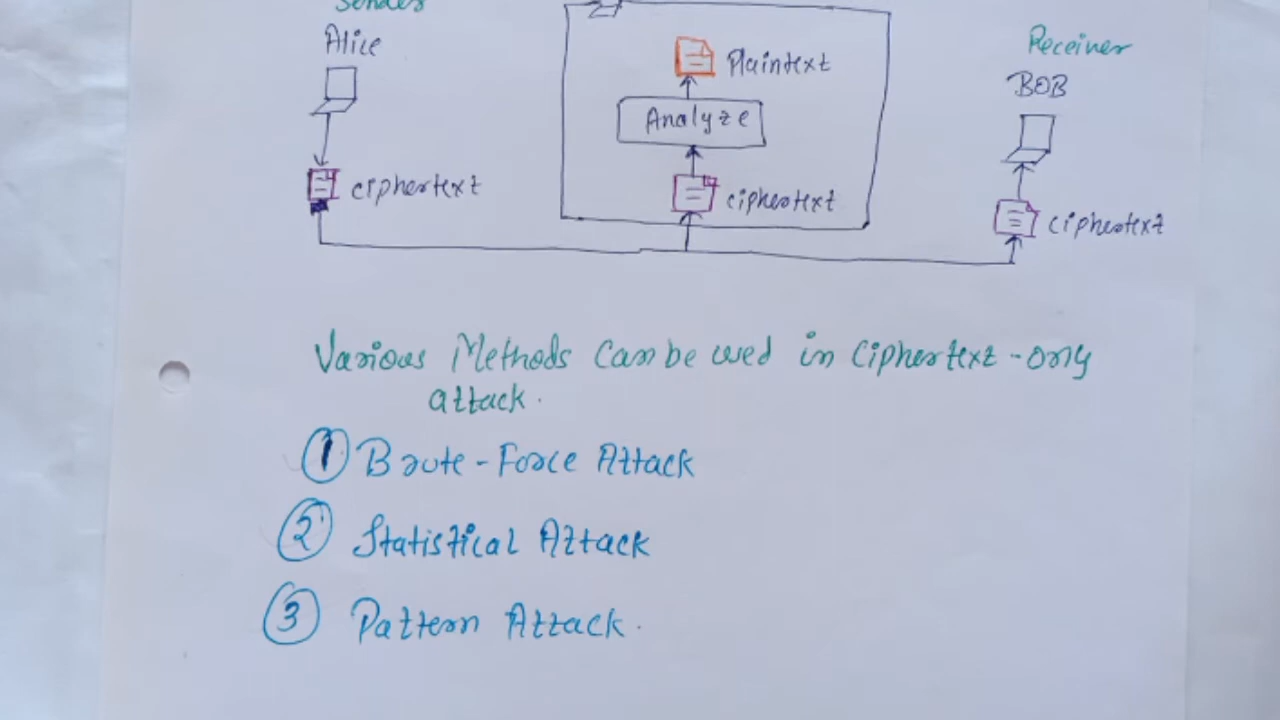 Sender
Alice
Plaintext
Receiver
BOB
Analyze
ciphertext
ciphertext
ciphertext
Various Methods Can be used in Ciphertext-only
attack.
1 Brute-Force Attack
2 Statistical Attack
3 Pattern Attack.